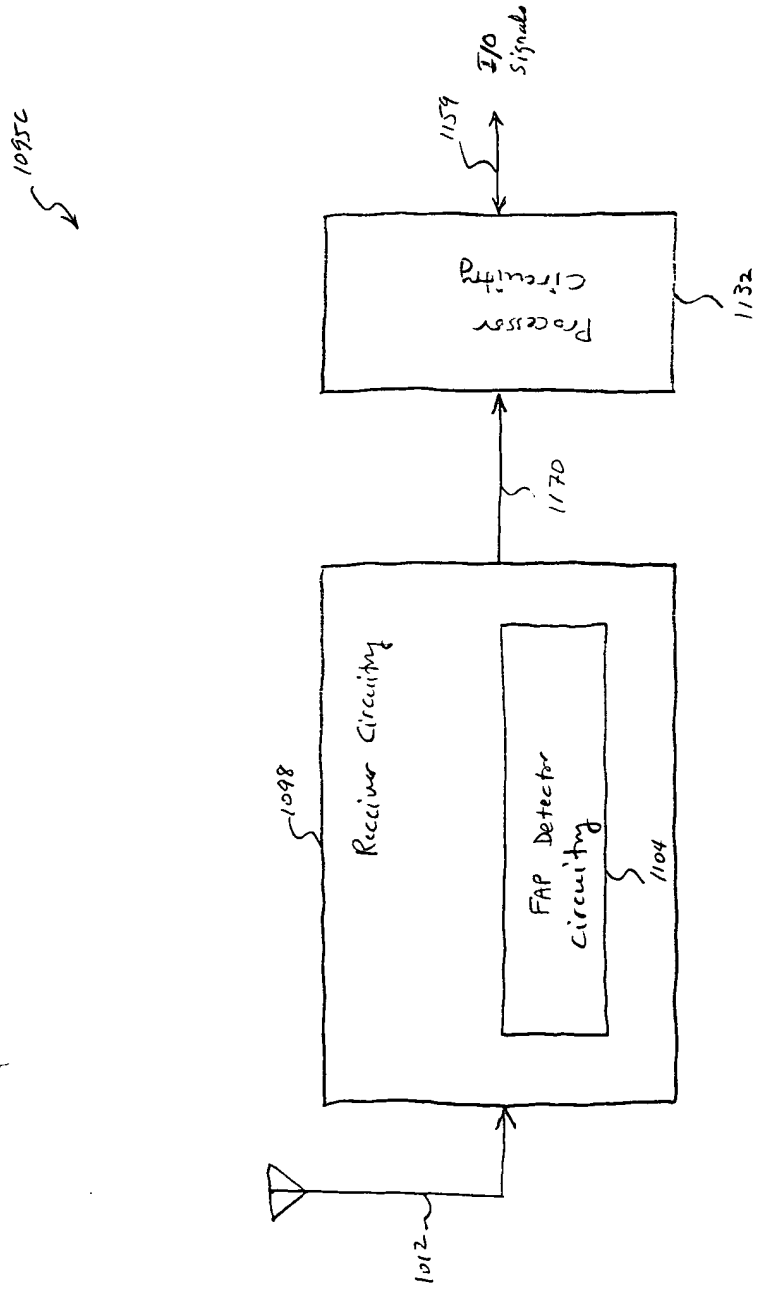 1095C
1098
Receiver Circuitry
FAP Detector
Circuitry
1104
1012
1170
Processor
Circuitry
1132
1159
I/O
Signals